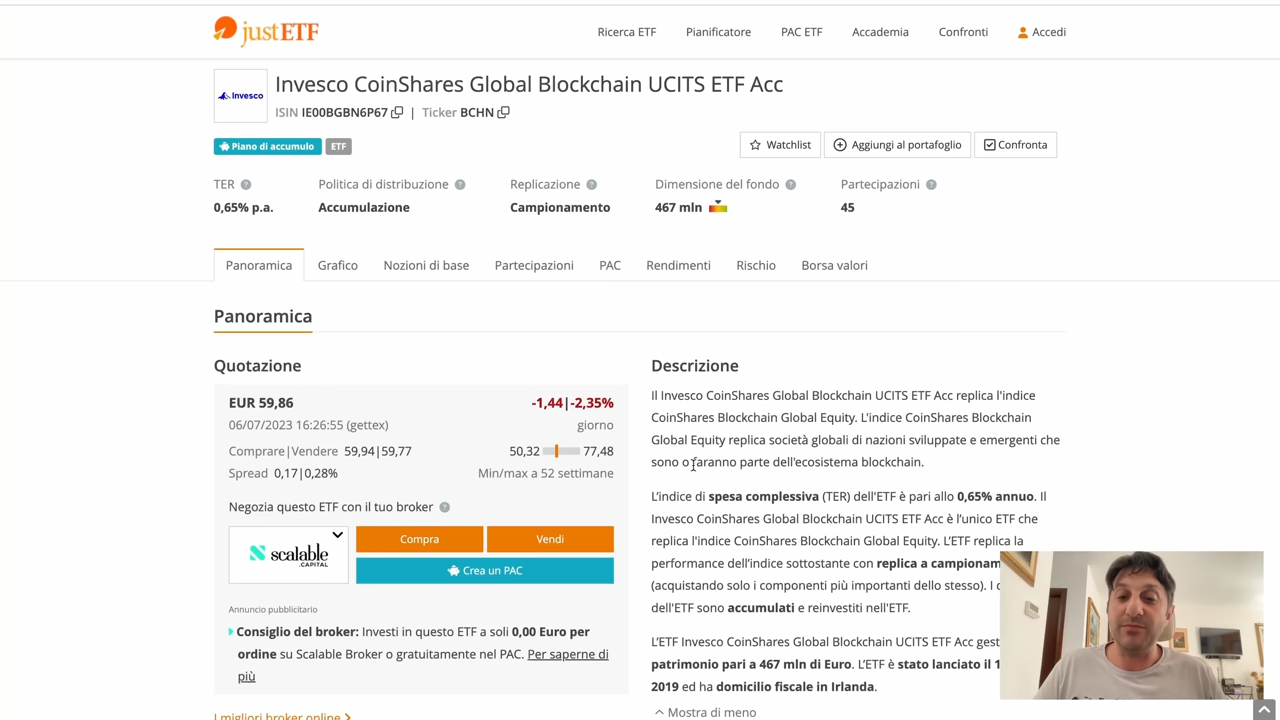 justETF
Ricerca ETF
Pianificatore
PAC ETF
Accademia
Confronti
Accedi
Invesco
Invesco CoinShares Global Blockchain UCITS ETF Acc
ISIN IE00BGBN6P67 | Ticker BCHN
Piano di accumulo
ETF
Watchlist
Aggiungi al portafoglio
Confronta
TER
Politica di distribuzione
Replicazione
Dimensione del fondo
Partecipazioni
0,65% p.a.
Accumulazione
Campionamento
467 mln
45
Panoramica
Grafico
Nozioni di base
Partecipazioni
PAC
Rendimenti
Rischio
Borsa valori
Panoramica
Quotazione
EUR 59,86
-1,44|-2,35%
06/07/2023 16:26:55 (gettex)
giorno
Comprare|Vendere 59,94|59,77
50,32
77,48
Spread 0,17|0,28%
Min/max a 52 settimane
Negozia questo ETF con il tuo broker
scalable
.CAPITAL
Compra
Vendi
Crea un PAC
Annuncio pubblicitario
Consiglio del broker: Investi in questo ETF a soli 0,00 Euro per
ordine su Scalable Broker o gratuitamente nel PAC. Per saperne di
più
I migliori broker online
Descrizione
Il Invesco CoinShares Global Blockchain UCITS ETF Acc replica l'indice
CoinShares Blockchain Global Equity. L'indice CoinShares Blockchain
Global Equity replica società globali di nazioni sviluppate e emergenti che
sono o faranno parte dell'ecosistema blockchain.
L'indice di spesa complessiva (TER) dell'ETF è pari allo 0,65% annuo. Il
Invesco CoinShares Global Blockchain UCITS ETF Acc è l'unico ETF che
replica l'indice CoinShares Blockchain Global Equity. L'ETF replica la
performance dell'indice sottostante con replica a campionam
(acquistando solo i componenti più importanti dello stesso). I
dell'ETF sono accumulati e reinvestiti nell'ETF.
L'ETF Invesco CoinShares Global Blockchain UCITS ETF Acc gest
patrimonio pari a 467 mln di Euro. L'ETF è stato lanciato il 1
2019 ed ha domicilio fiscale in Irlanda.
Mostra di meno